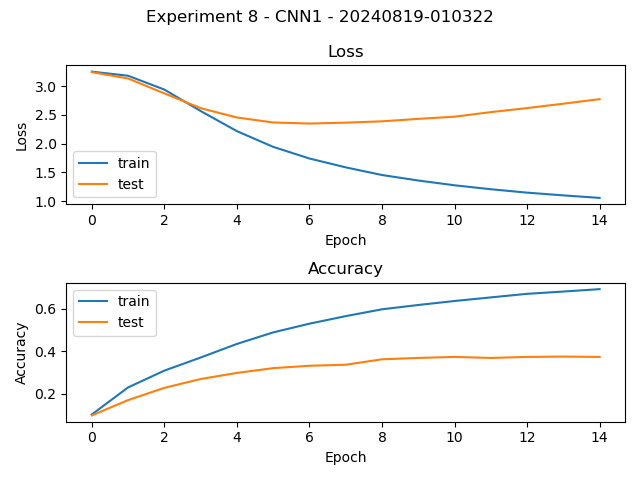 Experiment 8 - CNN1 - 20240819-010322
Loss
3.0
2.5
2.0
1.5
1.0
Loss
train
test
0 2 4 6 8 10 12 14
Epoch
Accuracy
0.6
0.4
0.2
Accuracy
train
test
0 2 4 6 8 10 12 14
Epoch